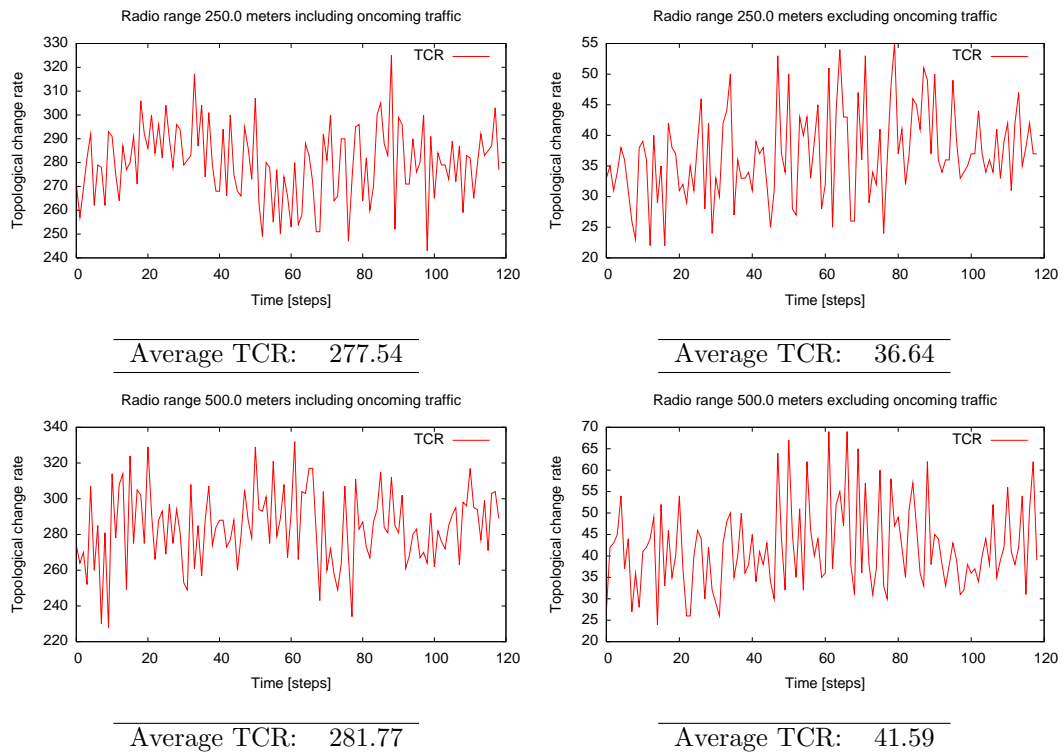 Radio range 250.0 meters including oncoming traffic
330
320
310
300
290
280
270
260
250
240
Topological change rate
TCR
0 20 40 60 80 100 120
Time [steps]
Average TCR: 277.54
Radio range 250.0 meters excluding oncoming traffic
55
50
45
40
35
30
25
20
Topological change rate
TCR
0 20 40 60 80 100 120
Time [steps]
Average TCR: 36.64
Radio range 500.0 meters including oncoming traffic
340
320
300
280
260
240
220
Topological change rate
TCR
0 20 40 60 80 100 120
Time [steps]
Average TCR: 281.77
Radio range 500.0 meters excluding oncoming traffic
70
65
60
55
50
45
40
35
30
25
20
Topological change rate
TCR
0 20 40 60 80 100 120
Time [steps]
Average TCR: 41.59